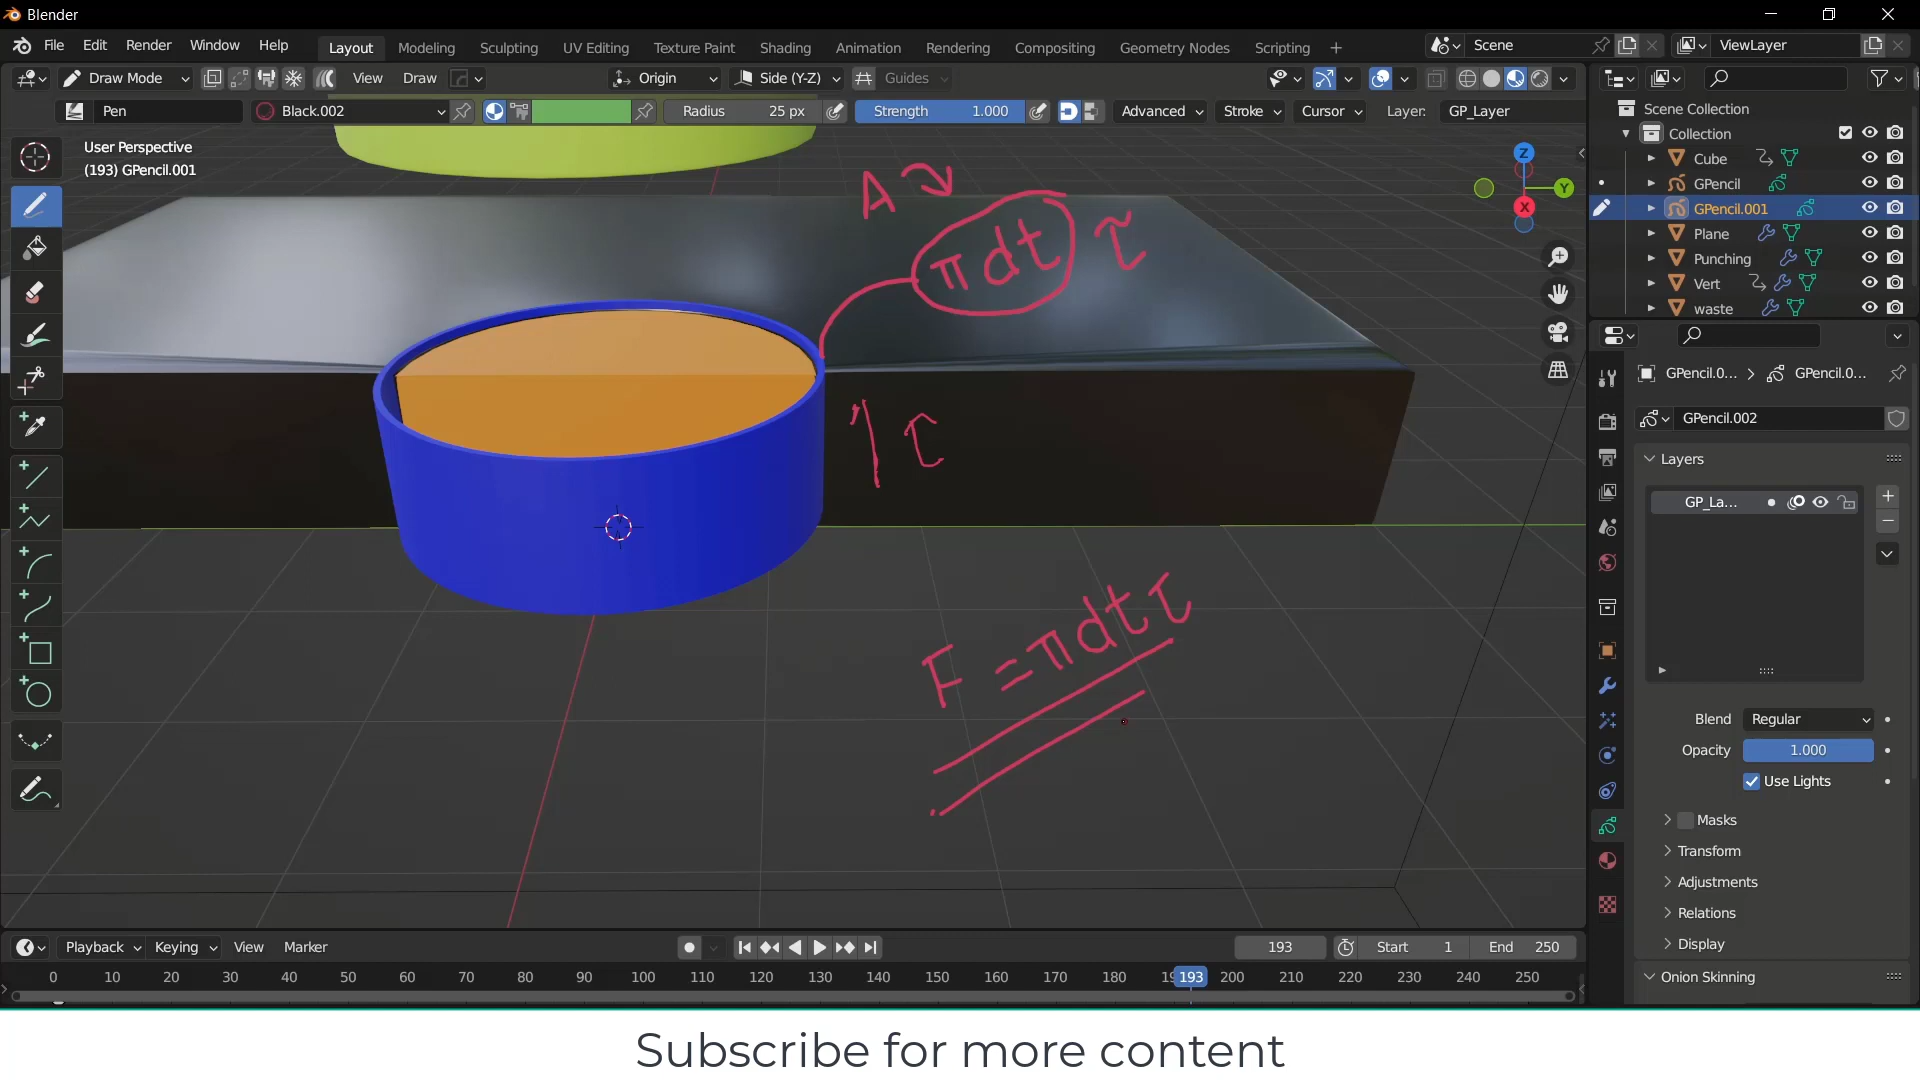 Blender
File Edit Render Window Help Layout Modeling Sculpting UV Editing Texture Paint Shading Animation Rendering Compositing Geometry Nodes Scripting + Scene ViewLayer
Draw Mode View Draw Origin Side (Y-Z) Guides
Pen Black.002 Radius 25 px Strength 1.000 Advanced Stroke Cursor Layer: GP_Layer
User Perspective
(193) GPencil.001
Z
Y
X
A
πdt τ
τ
F = πdtτ
Scene Collection
Collection
Cube
GPencil
GPencil.001
Plane
Punching
Vert
waste
GPencil.0... > GPencil.0...
GPencil.002
Layers
GP_La...
Blend Regular
Opacity 1.000
Use Lights
Masks
Transform
Adjustments
Relations
Display
Onion Skinning
Playback Keying View Marker 193 Start 1 End 250
0 10 20 30 40 50 60 70 80 90 100 110 120 130 140 150 160 170 180 193 200 210 220 230 240 250
Subscribe for more content